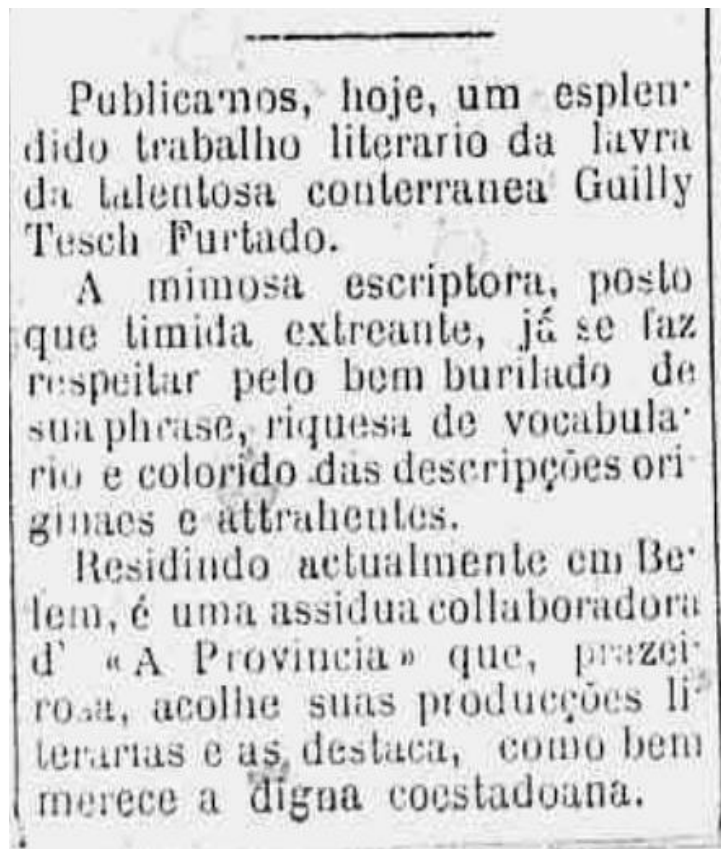 Publicamos, hoje, um esplen-
dido trabalho literario da lavra
da talentosa conterranea Guilly
Tesch Furtado.
A mimosa escriptora, posto
que timida extreante, já se faz
respeitar pelo bem burilado de
sua phrase, riquesa de vocabula-
rio e colorido das descripções ori
ginaes e attrahentes.
Residindo actualmente em Be-
lem, é uma assidua collaboradora
d' «A Provincia» que, prazei-
rosa, acolhe suas producções li-
terarias e as destaca, como bem
merece a digna coestadoana.